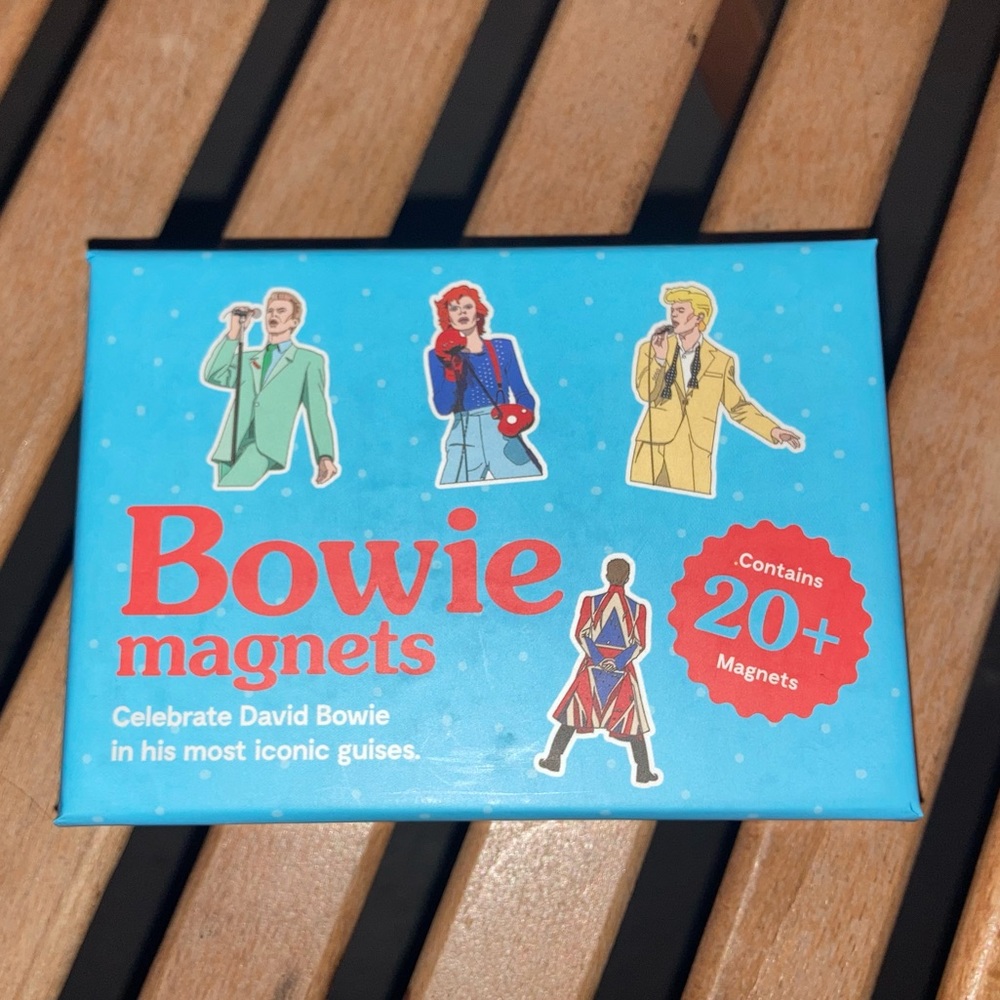 Bowie
magnets
Celebrate David Bowie
in his most iconic guises.
Contains
20+
Magnets